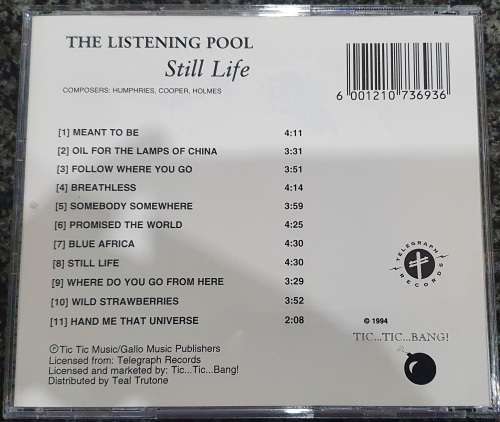 THE LISTENING POOL
Still Life
COMPOSERS: HUMPHRIES, COOPER, HOLMES
6 001210 736936
[1] MEANT TO BE 4:11
[2] OIL FOR THE LAMPS OF CHINA 3:31
[3] FOLLOW WHERE YOU GO 3:51
[4] BREATHLESS 4:14
[5] SOMEBODY SOMEWHERE 3:59
[6] PROMISED THE WORLD 4:25
[7] BLUE AFRICA 4:30
[8] STILL LIFE 4:30
[9] WHERE DO YOU GO FROM HERE 3:29
[10] WILD STRAWBERRIES 3:52
[11] HAND ME THAT UNIVERSE 2:08
TELEGRAPH
RECORDS
© 1994
TIC...TIC...BANG!
℗ Tic Tic Music/Gallo Music Publishers
Licensed from: Telegraph Records
Licensed and marketed by: Tic...Tic...Bang!
Distributed by Teal Trutone